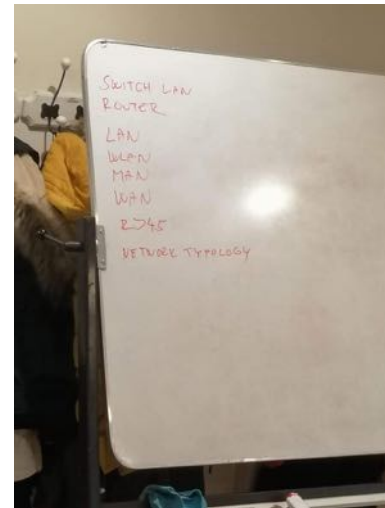 SWITCH LAN
ROUTER
LAN
WLAN
MAN
WAN
RJ45
NETWORK TYPOLOGY